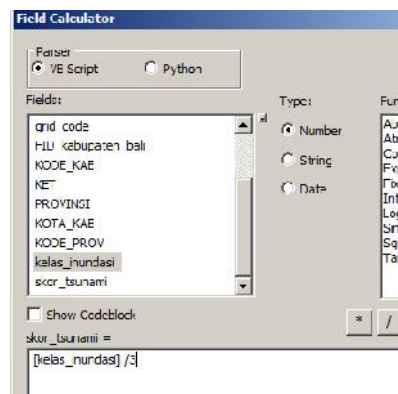 Field Calculator
Parser
VB Script Python
Fields:
Type:
grid_code
FID_kabupaten_bali
KODE_KAB
KET
PROVINSI
KOTA_KAB
KODE_PROV
kelas_inundasi
skor_tsunami
Number
String
Date
Show Codeblock
* /
skor_tsunami =
[kelas_inundasi] /3